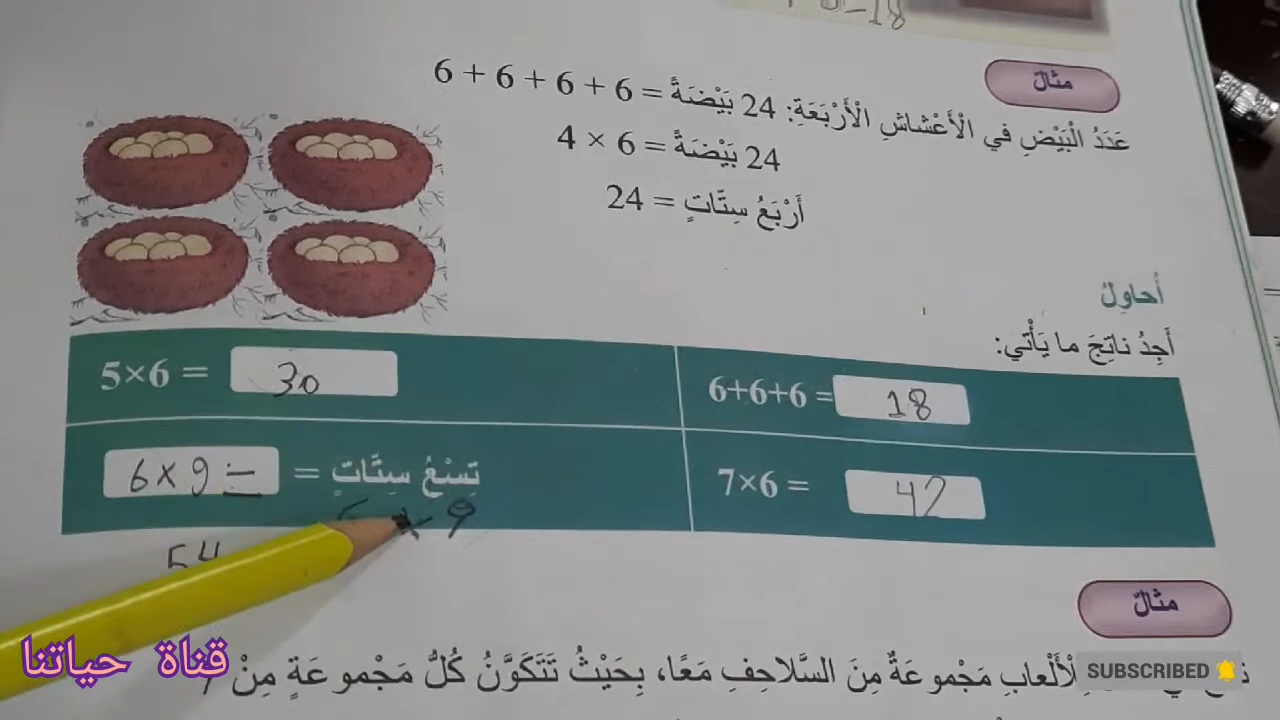 18
مثالٌ
عَدَدُ الْبَيْضِ في الْأَعْشاشِ الْأَرْبَعَةِ: 24 بَيْضَةً = 6 + 6 + 6 + 6
24 بَيْضَةً = 6 × 4
أَرْبَعُ سِتّاتٍ = 24
أُحاوِلُ
أَجِدُ ناتِجَ ما يَأْتي:
5×6 = 30
6+6+6 = 18
6×9 = = تِسْعُ سِتّاتٍ
7×6 = 42
× 9
54
مثالٌ
الْأَلْعابِ مَجْموعَةٌ مِنَ السَّلاحِفِ مَعًا، بِحَيْثُ تَتَكَوَّنُ كُلُّ مَجْموعَةٍ مِنْ
قناة حياتنا
SUBSCRIBED